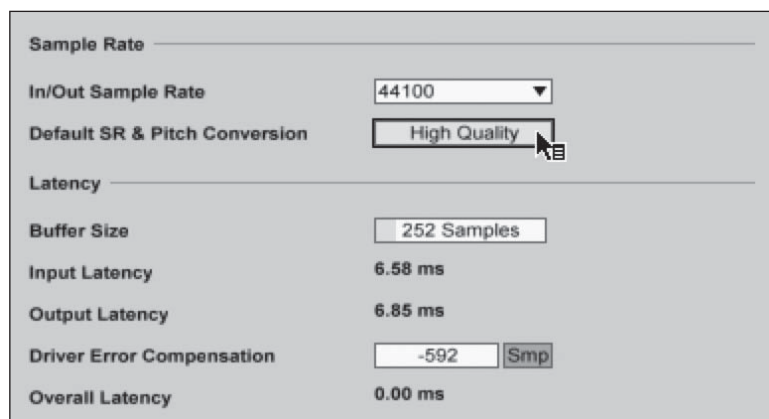 Sample Rate
In/Out Sample Rate 44100
Default SR & Pitch Conversion High Quality
Latency
Buffer Size 252 Samples
Input Latency 6.58 ms
Output Latency 6.85 ms
Driver Error Compensation -592 Smp
Overall Latency 0.00 ms